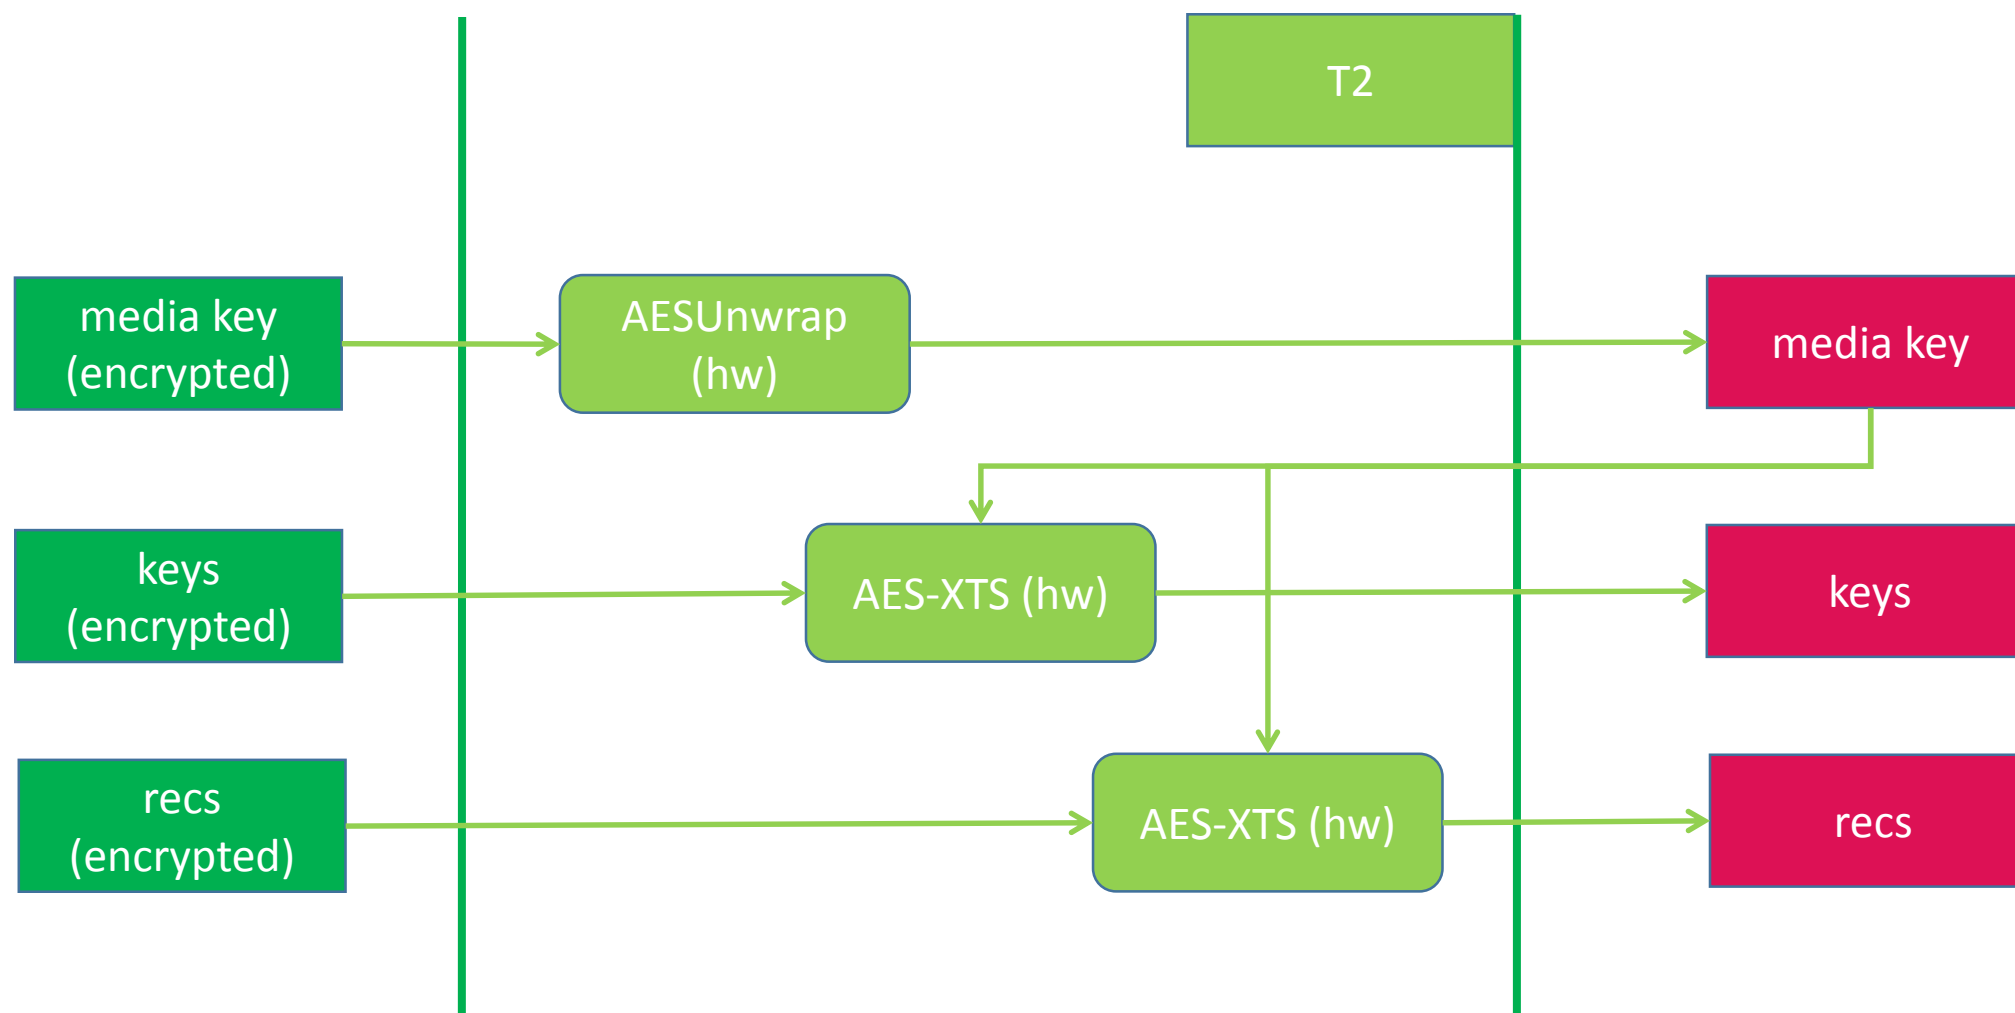 T2
media key
(encrypted)
AESUnwrap
(hw)
media key
keys
(encrypted)
AES-XTS (hw)
keys
recs
(encrypted)
AES-XTS (hw)
recs